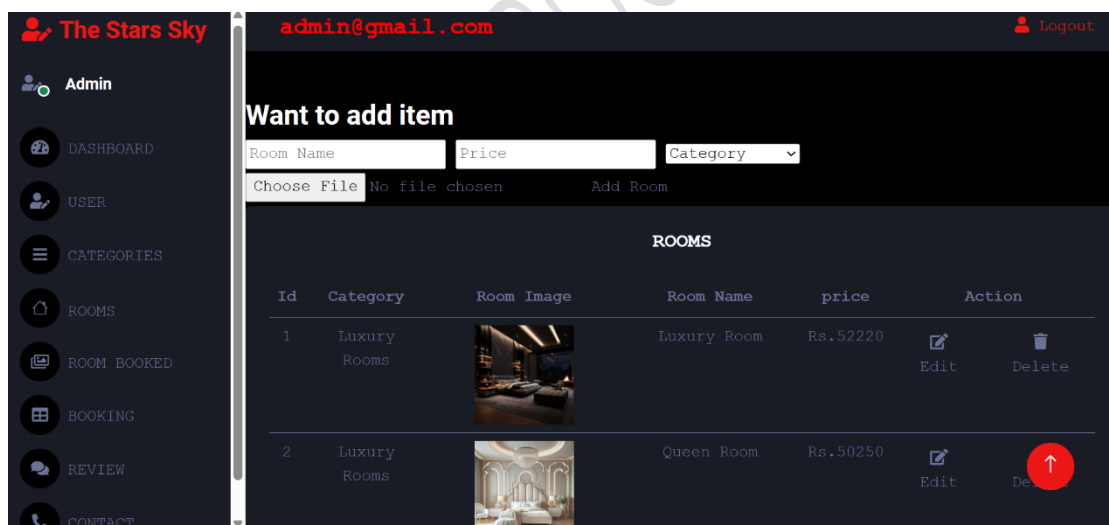 The Stars Sky
admin@gmail.com
Logout
Admin
DASHBOARD
USER
CATEGORIES
ROOMS
ROOM BOOKED
BOOKING
REVIEW
CONTACT
Want to add item
Room Name Price Category
Choose File No file chosen Add Room
ROOMS
Id Category Room Image Room Name price Action
1 Luxury Rooms Luxury Room Rs.52220 Edit Delete
2 Luxury Rooms Queen Room Rs.50250 Edit